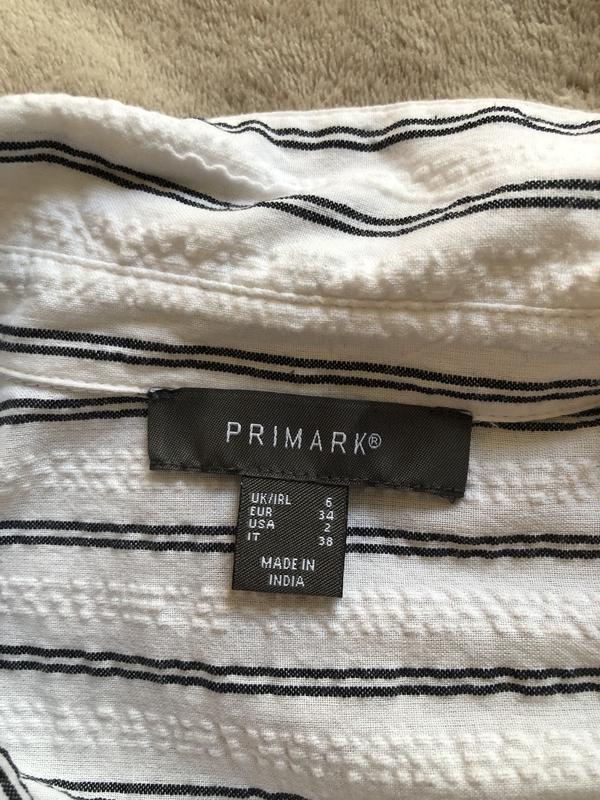 PRIMARK®
UK/IRL 6
EUR 34
USA 2
IT 38
MADE IN
INDIA